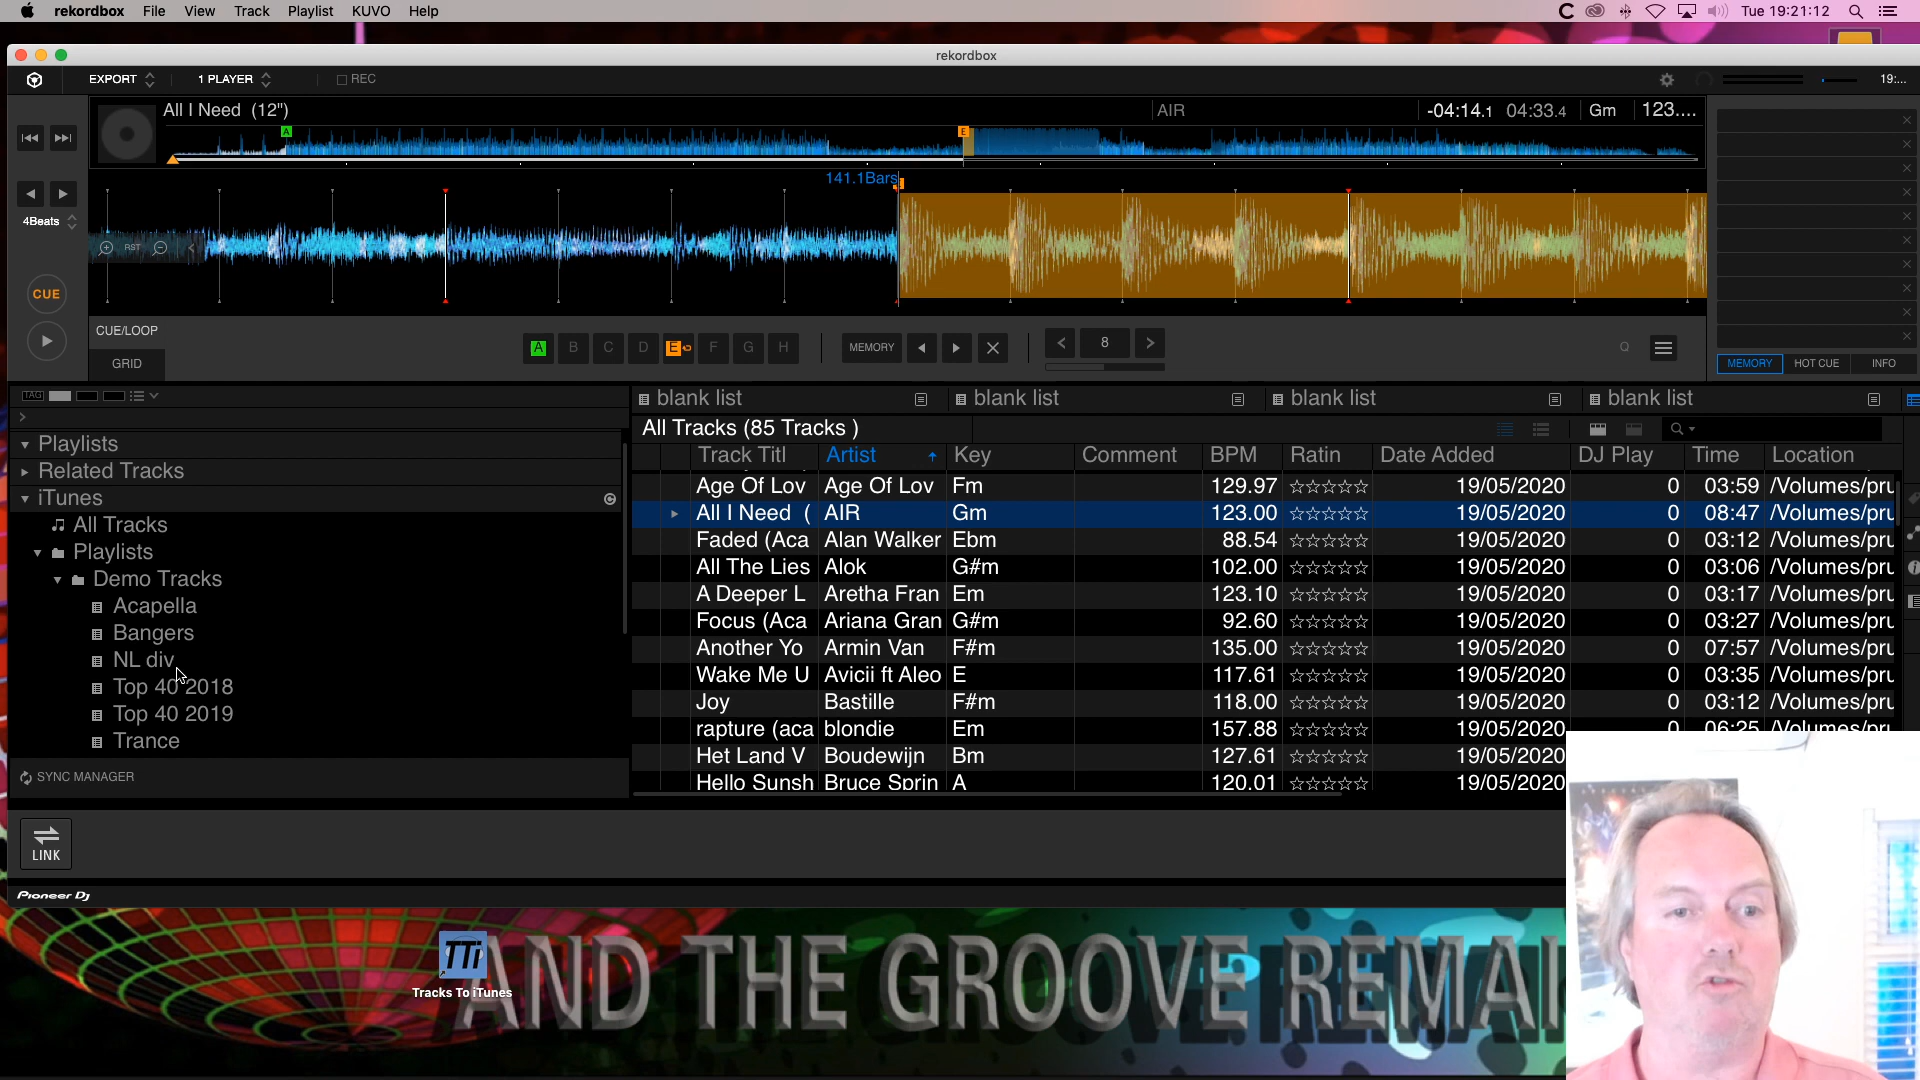 rekordbox File View Track Playlist KUVO Help Tue 19:21:12
rekordbox
EXPORT 1 PLAYER REC 19:...
All I Need (12") AIR -04:14.1 04:33.4 Gm 123....
A E
141.1Bars
4Beats
RST
CUE
CUE/LOOP
GRID
A B C D E F G H MEMORY 8 Q
MEMORY HOT CUE INFO
TAG
blank list blank list blank list blank list
All Tracks (85 Tracks )
Playlists
Related Tracks
iTunes
All Tracks
Playlists
Demo Tracks
Acapella
Bangers
NL div
Top 40 2018
Top 40 2019
Trance
SYNC MANAGER
Track Titl Artist Key Comment BPM Ratin Date Added DJ Play Time Location
Age Of Lov Age Of Lov Fm 129.97 ☆☆☆☆☆ 19/05/2020 0 03:59 /Volumes/pru
All I Need ( AIR Gm 123.00 ☆☆☆☆☆ 19/05/2020 0 08:47 /Volumes/pru
Faded (Aca Alan Walker Ebm 88.54 ☆☆☆☆☆ 19/05/2020 0 03:12 /Volumes/pru
All The Lies Alok G#m 102.00 ☆☆☆☆☆ 19/05/2020 0 03:06 /Volumes/pru
A Deeper L Aretha Fran Em 123.10 ☆☆☆☆☆ 19/05/2020 0 03:17 /Volumes/pru
Focus (Aca Ariana Gran G#m 92.60 ☆☆☆☆☆ 19/05/2020 0 03:27 /Volumes/pru
Another Yo Armin Van F#m 135.00 ☆☆☆☆☆ 19/05/2020 0 07:57 /Volumes/pru
Wake Me U Avicii ft Aleo E 117.61 ☆☆☆☆☆ 19/05/2020 0 03:35 /Volumes/pru
Joy Bastille F#m 118.00 ☆☆☆☆☆ 19/05/2020 0 03:12 /Volumes/pru
rapture (aca blondie Em 157.88 ☆☆☆☆☆ 19/05/2020 0 06:25 /Volumes/pru
Het Land V Boudewijn Bm 127.61 ☆☆☆☆☆ 19/05/2020
Hello Sunsh Bruce Sprin A 120.01 ☆☆☆☆☆ 19/05/2020
LINK
Pioneer Dj
TTi
Tracks To iTunes
AND THE GROOVE REMAI